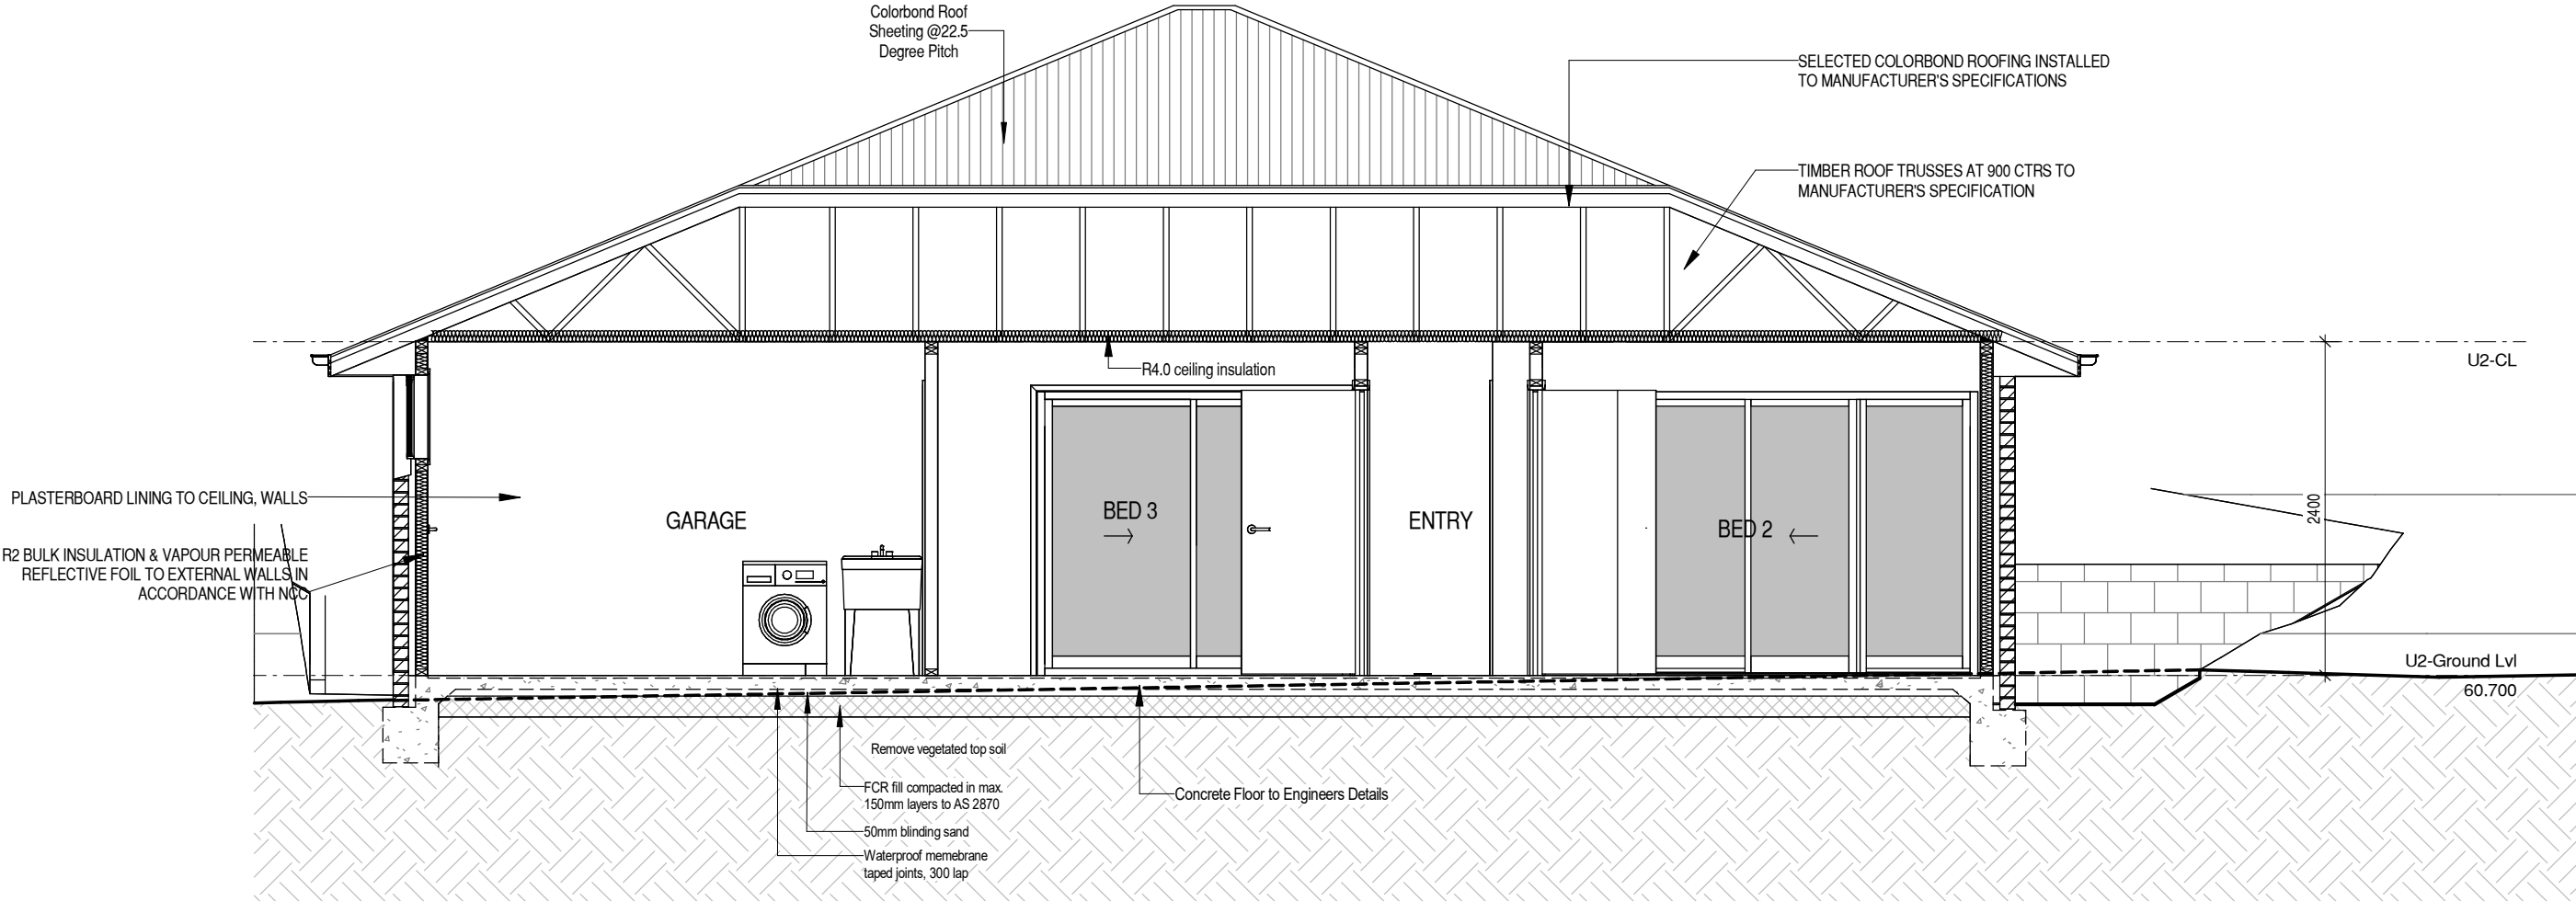 Colorbond Roof
Sheeting @22.5
Degree Pitch
SELECTED COLORBOND ROOFING INSTALLED
TO MANUFACTURER'S SPECIFICATIONS
TIMBER ROOF TRUSSES AT 900 CTRS TO
MANUFACTURER'S SPECIFICATION
R4.0 ceiling insulation
U2-CL
PLASTERBOARD LINING TO CEILING, WALLS
GARAGE
BED 3
ENTRY
BED 2
2400
R2 BULK INSULATION & VAPOUR PERMEABLE
REFLECTIVE FOIL TO EXTERNAL WALLS IN
ACCORDANCE WITH NCC
U2-Ground Lvl
60.700
Remove vegetated top soil
FCR fill compacted in max.
150mm layers to AS 2870
Concrete Floor to Engineers Details
50mm blinding sand
Waterproof memebrane
taped joints, 300 lap